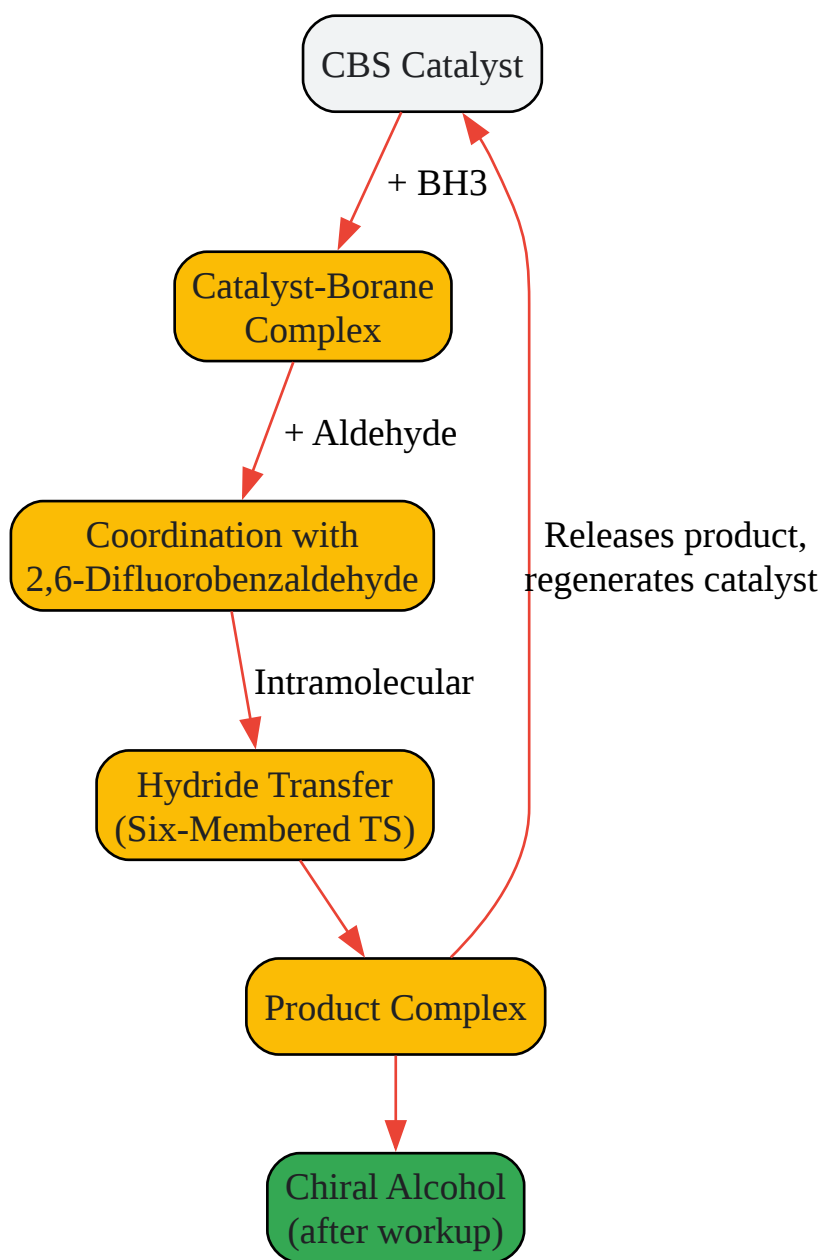 CBS Catalyst
+ BH3
Catalyst-Borane
Complex
+ Aldehyde
Coordination with
2,6-Difluorobenzaldehyde
Releases product,
regenerates catalyst
Intramolecular
Hydride Transfer
(Six-Membered TS)
Product Complex
Chiral Alcohol
(after workup)